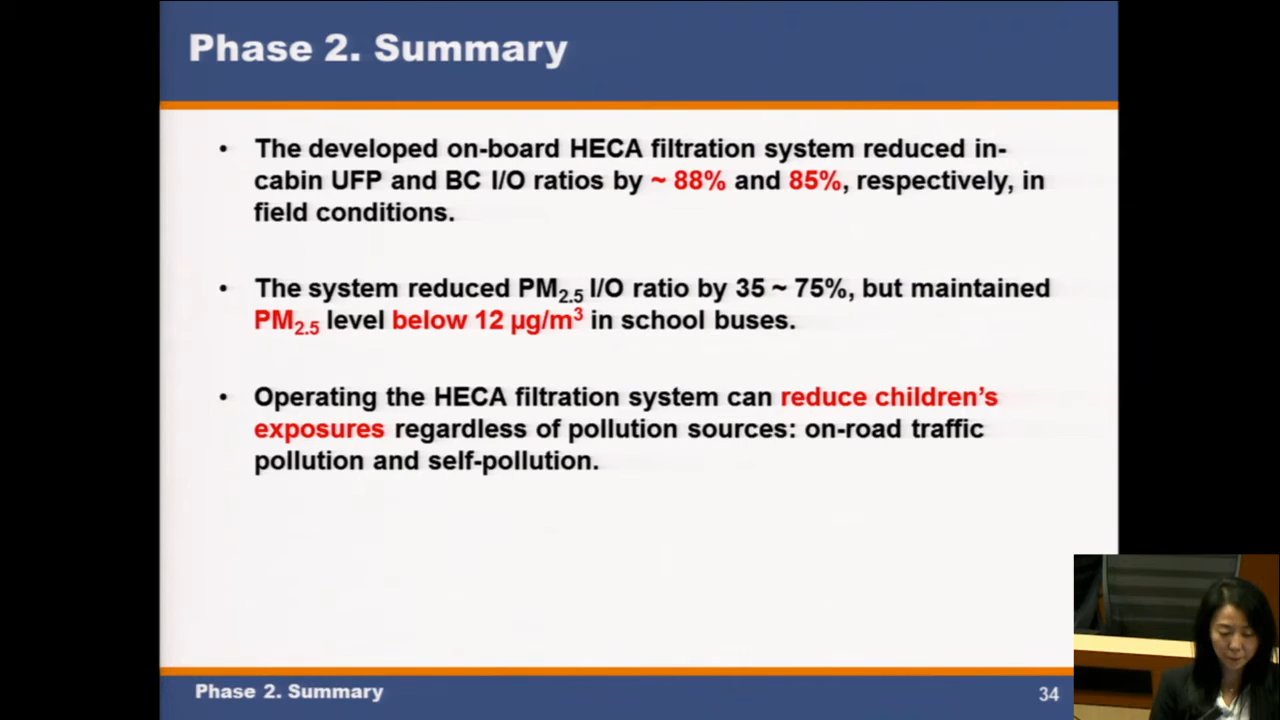 Phase 2. Summary
• The developed on-board HECA filtration system reduced in-
cabin UFP and BC I/O ratios by ~ 88% and 85%, respectively, in
field conditions.
• The system reduced PM2.5 I/O ratio by 35 ~ 75%, but maintained
PM2.5 level below 12 µg/m³ in school buses.
• Operating the HECA filtration system can reduce children’s
exposures regardless of pollution sources: on-road traffic
pollution and self-pollution.
Phase 2. Summary
34